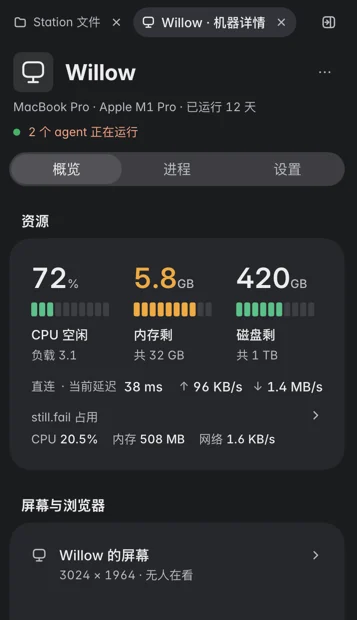 Station 文件
Willow · 机器详情
Willow
MacBook Pro · Apple M1 Pro · 已运行 12 天
2 个 agent 正在运行
概览 进程 设置
资源
72% 5.8GB 420GB
CPU 空闲 内存剩 磁盘剩
负载 3.1 共 32 GB 共 1 TB
直连 · 当前延迟 38 ms ↑ 96 KB/s ↓ 1.4 MB/s
still.fail 占用
CPU 20.5% 内存 508 MB 网络 1.6 KB/s
屏幕与浏览器
Willow 的屏幕
3024 × 1964 · 无人在看